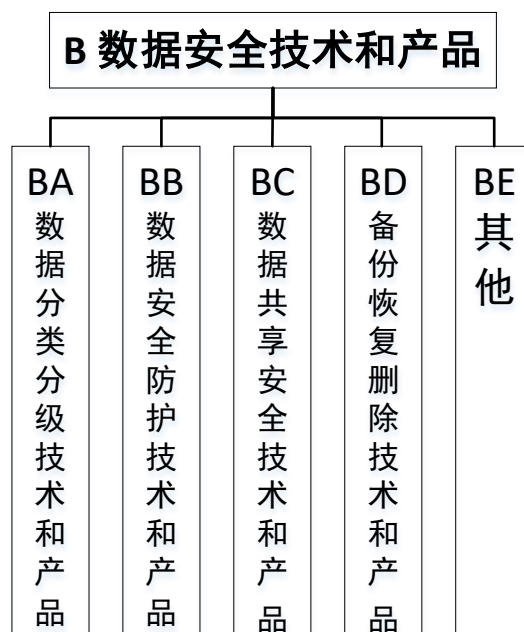 B 数据安全技术和产品
BA
数据分类分级技术和产品
BB
数据安全防护技术和产品
BC
数据共享安全技术和产品
BD
备份恢复删除技术和产品
BE
其他